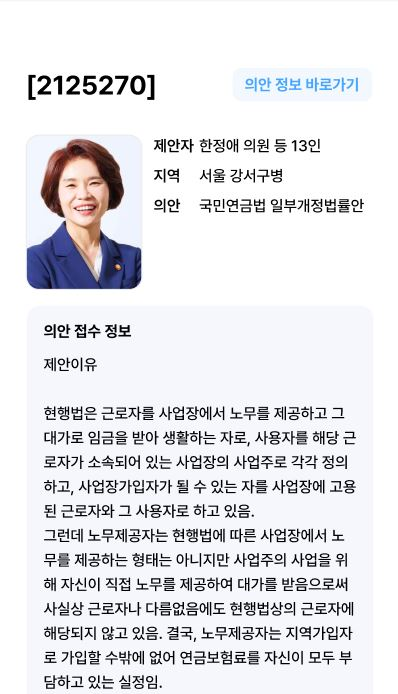 [2125270]
의안 정보 바로가기
제안자 한정애 의원 등 13인
지역 서울 강서구병
의안 국민연금법 일부개정법률안
의안 접수 정보
제안이유
현행법은 근로자를 사업장에서 노무를 제공하고 그
대가로 임금을 받아 생활하는 자로, 사용자를 해당 근
로자가 소속되어 있는 사업장의 사업주로 각각 정의
하고, 사업장가입자가 될 수 있는 자를 사업장에 고용
된 근로자와 그 사용자로 하고 있음.
그런데 노무제공자는 현행법에 따른 사업장에서 노
무를 제공하는 형태는 아니지만 사업주의 사업을 위
해 자신이 직접 노무를 제공하여 대가를 받음으로써
사실상 근로자나 다름없음에도 현행법상의 근로자에
해당되지 않고 있음. 결국, 노무제공자는 지역가입자
로 가입할 수밖에 없어 연금보험료를 자신이 모두 부
담하고 있는 실정임.